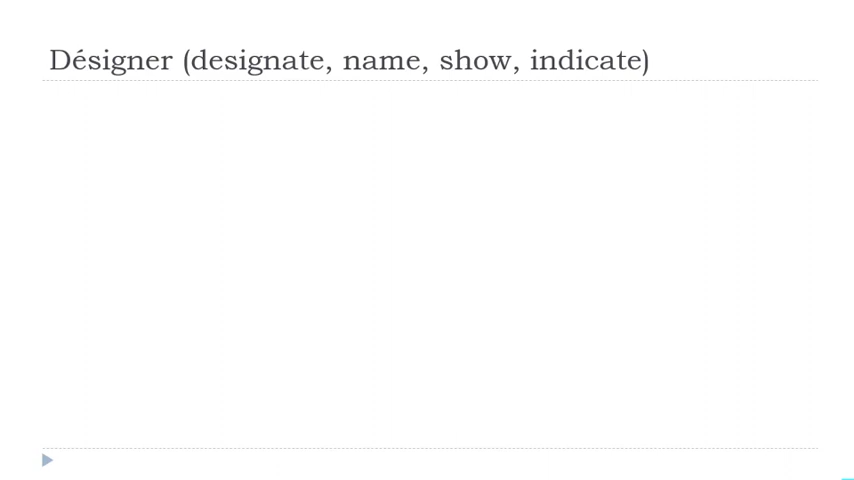 Désigner (designate, name, show, indicate)